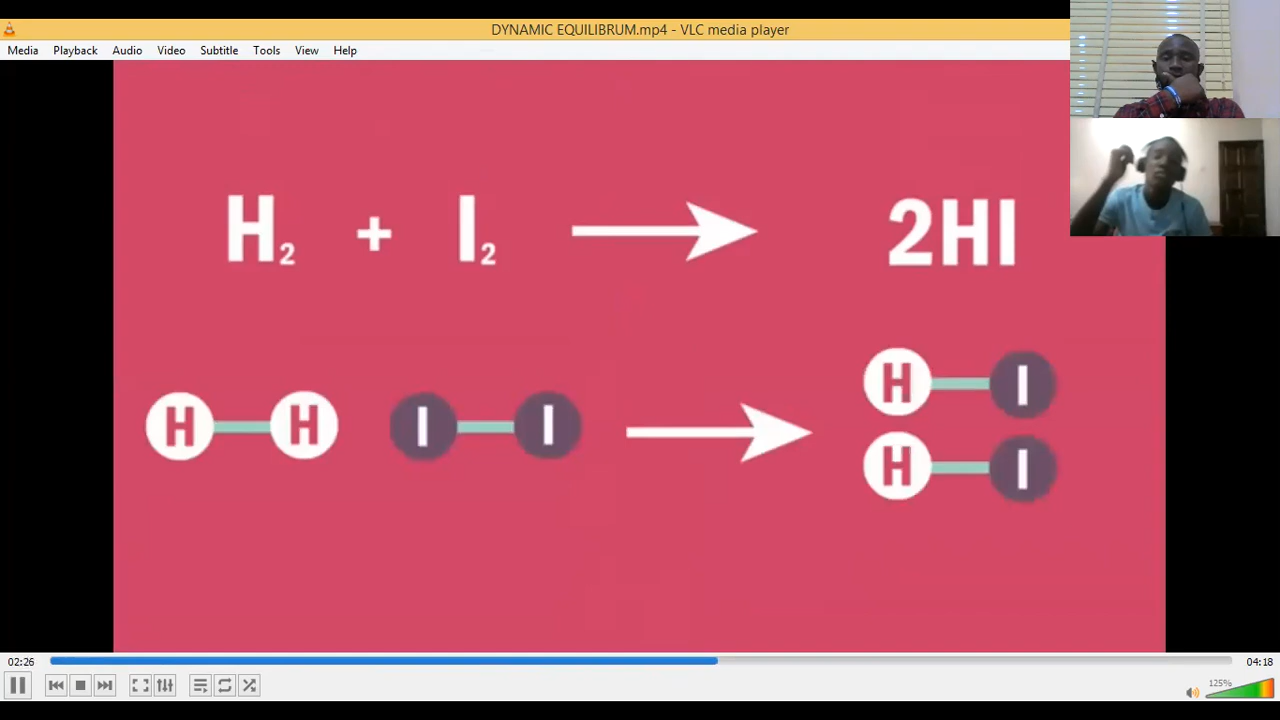 DYNAMIC EQUILIBRUM.mp4 - VLC media player
Media Playback Audio Video Subtitle Tools View Help
H₂ + I₂ → 2HI
H H I I → H I
H I
02:26 04:18
125%